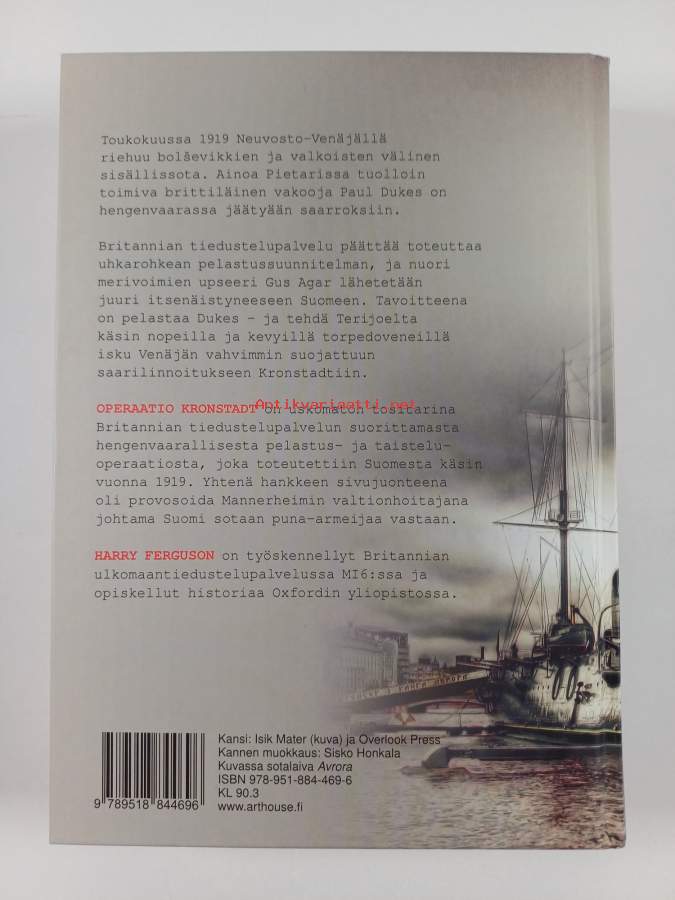 Toukokuussa 1919 Neuvosto-Venäjällä
riehuu bolševikkien ja valkoisten välinen
sisällissota. Ainoa Pietarissa tuolloin
toimiva brittiläinen vakooja Paul Dukes on
hengenvaarassa jäätyään saarroksiin.
Britannian tiedustelupalvelu päättää toteuttaa
uhkarohkean pelastussuunnitelman, ja nuori
merivoimien upseeri Gus Agar lähetetään
juuri itsenäistyneeseen Suomeen. Tavoitteena
on pelastaa Dukes – ja tehdä Terijoelta
käsin nopeilla ja kevyillä torpedoveneillä
isku Venäjän vahvimmin suojattuun
saarilinnoitukseen Kronstadtiin.
Antikvariaatti.net
OPERAATIO KRONSTADT on uskomaton tositarina
Britannian tiedustelupalvelun suorittamasta
hengenvaarallisesta pelastus- ja taistelu-
operaatiosta, joka toteutettiin Suomesta käsin
vuonna 1919. Yhtenä hankkeen sivujuonteena
oli provosoida Mannerheimin valtionhoitajana
johtama Suomi sotaan puna-armeijaa vastaan.
HARRY FERGUSON on työskennellyt Britannian
ulkomaantiedustelupalvelussa MI6:ssa ja
opiskellut historiaa Oxfordin yliopistossa.
Kansi: Isik Mater (kuva) ja Overlook Press
Kannen muokkaus: Sisko Honkala
Kuvassa sotalaiva Avrora
ISBN 978-951-884-469-6
KL 90.3
www.arthouse.fi
9 789518 844696